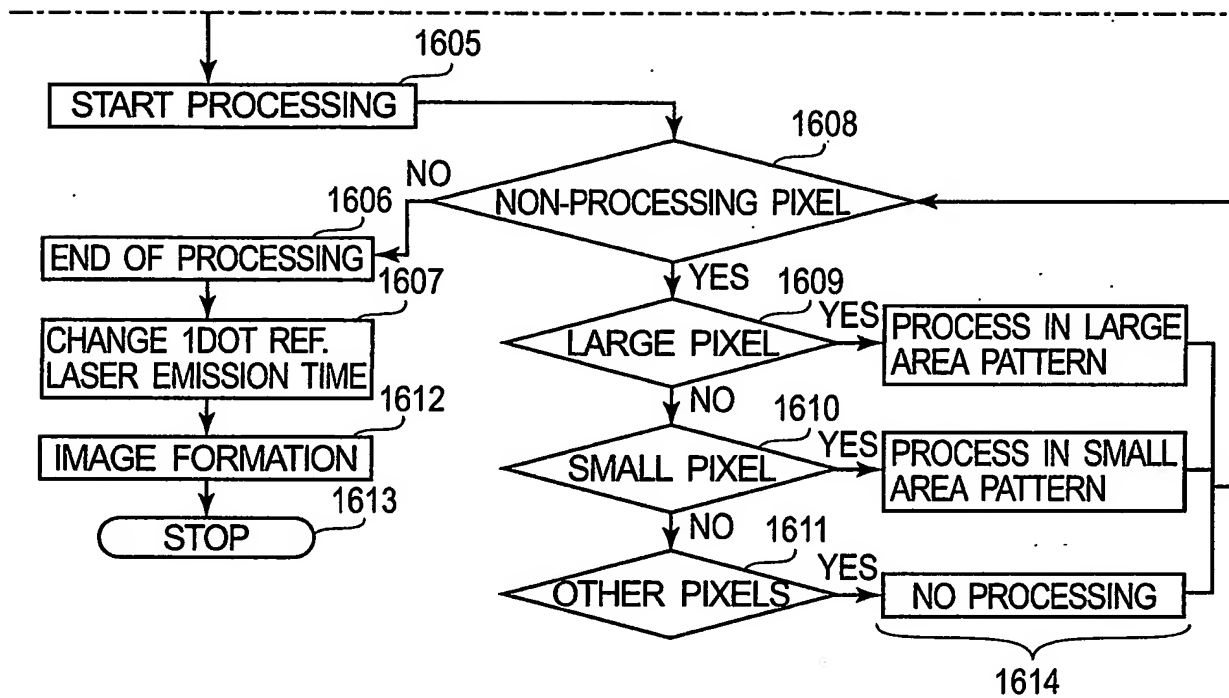 1605
START PROCESSING
1608
NO
NON-PROCESSING PIXEL
1606
END OF PROCESSING
YES
1607
1609
CHANGE 1DOT REF.
LASER EMISSION TIME
LARGE PIXEL
YES
PROCESS IN LARGE
AREA PATTERN
NO
1612
1610
IMAGE FORMATION
SMALL PIXEL
YES
PROCESS IN SMALL
AREA PATTERN
1613
STOP
NO
1611
OTHER PIXELS
YES
NO PROCESSING
1614